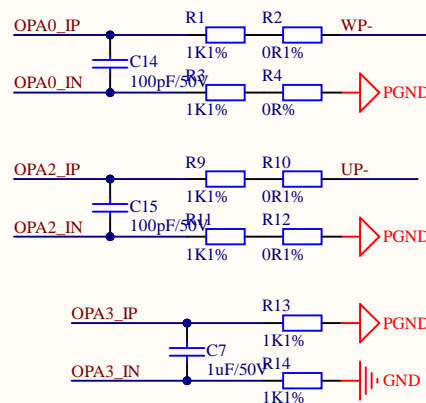 OPA0_IP R1 R2 WP-
1K1% 0R1%
C14
OPA0_IN 100pF/50V R3 R4
1K1% 0R% PGND
OPA2_IP R9 R10 UP-
1K1% 0R1%
C15
OPA2_IN 100pF/50V R11 R12
1K1% 0R1% PGND
OPA3_IP R13
1K1% PGND
C7
OPA3_IN 1uF/50V R14
1K1% GND